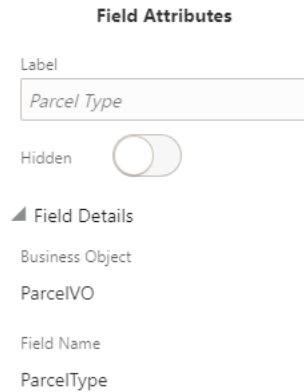 Field Attributes
Label
Parcel Type
Hidden
Field Details
Business Object
ParcelVO
Field Name
ParcelType